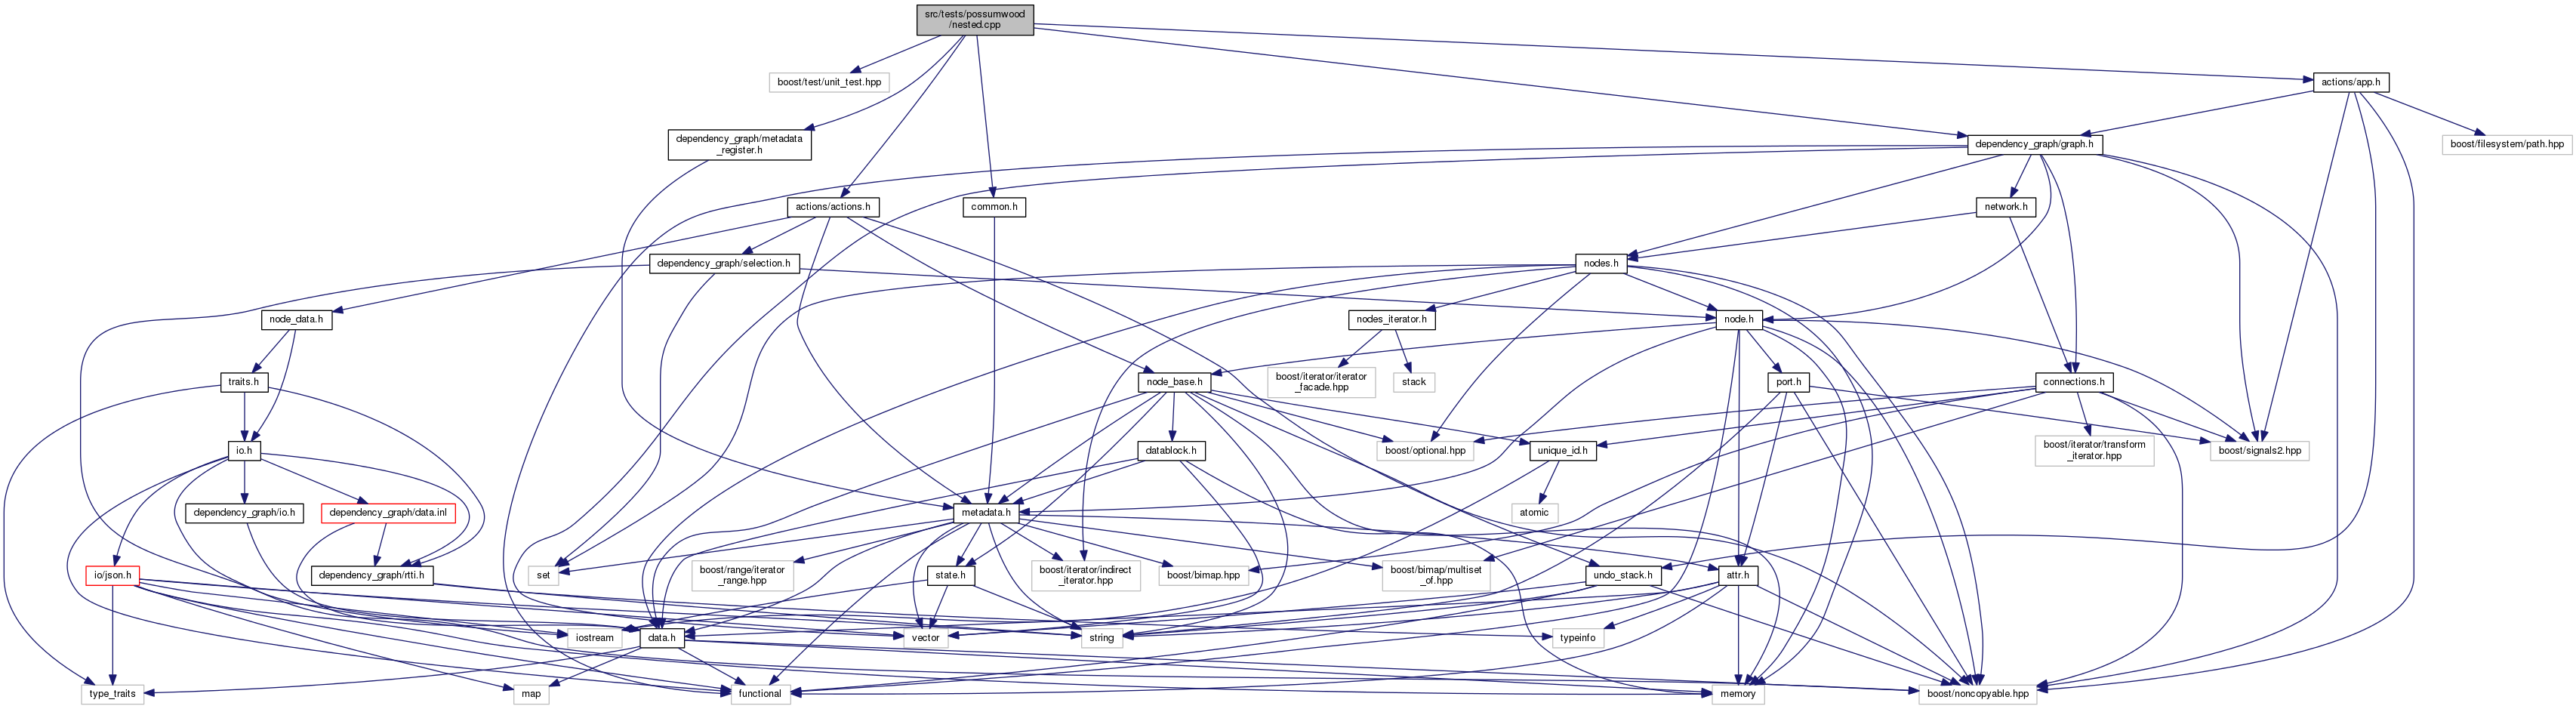 src/tests/possumwood
/nested.cpp
boost/test/unit_test.hpp
actions/app.h
dependency_graph/metadata
_register.h
dependency_graph/graph.h
boost/filesystem/path.hpp
actions/actions.h
common.h
network.h
dependency_graph/selection.h
nodes.h
node_data.h
nodes_iterator.h
node.h
traits.h
boost/iterator/iterator
_facade.hpp
stack
node_base.h
port.h
connections.h
io.h
datablock.h
boost/optional.hpp
unique_id.h
boost/iterator/transform
_iterator.hpp
boost/signals2.hpp
dependency_graph/io.h
dependency_graph/data.inl
metadata.h
atomic
io/json.h
dependency_graph/rtti.h
set
boost/range/iterator
_range.hpp
state.h
boost/iterator/indirect
_iterator.hpp
boost/bimap.hpp
boost/bimap/multiset
_of.hpp
undo_stack.h
attr.h
iostream
data.h
vector
string
typeinfo
type_traits
map
functional
memory
boost/noncopyable.hpp